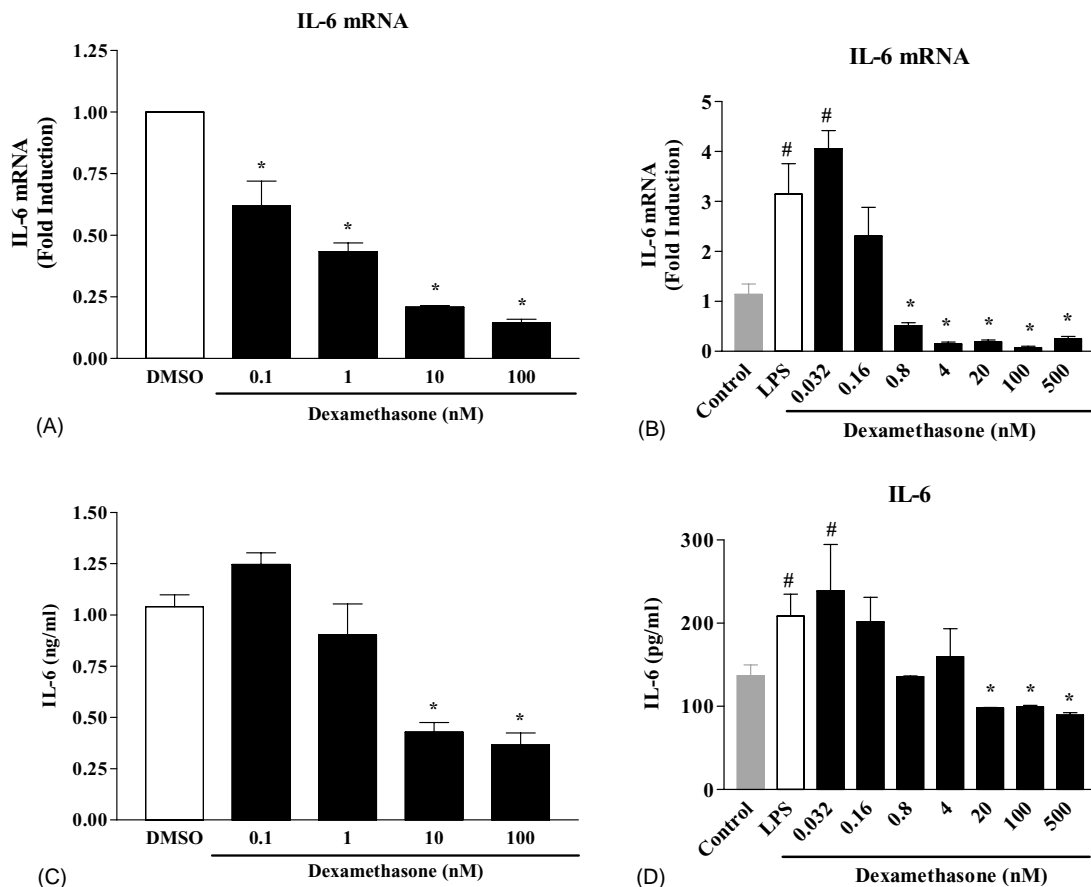 IL-6 mRNA
IL-6 mRNA
(Fold Induction)
1.25
1.00
0.75
0.50
0.25
0.00
*
*
*
*
DMSO 0.1 1 10 100
Dexamethasone (nM)
(A)
IL-6 mRNA
IL-6 mRNA
(Fold Induction)
5
4
3
2
1
0
#
#
* * * * *
Control LPS 0.032 0.16 0.8 4 20 100 500
Dexamethasone (nM)
(B)
IL-6 (ng/ml)
1.50
1.25
1.00
0.75
0.50
0.25
0.00
* *
DMSO 0.1 1 10 100
Dexamethasone (nM)
(C)
IL-6
IL-6 (pg/ml)
300
200
100
0
#
#
* * *
Control LPS 0.032 0.16 0.8 4 20 100 500
Dexamethasone (nM)
(D)